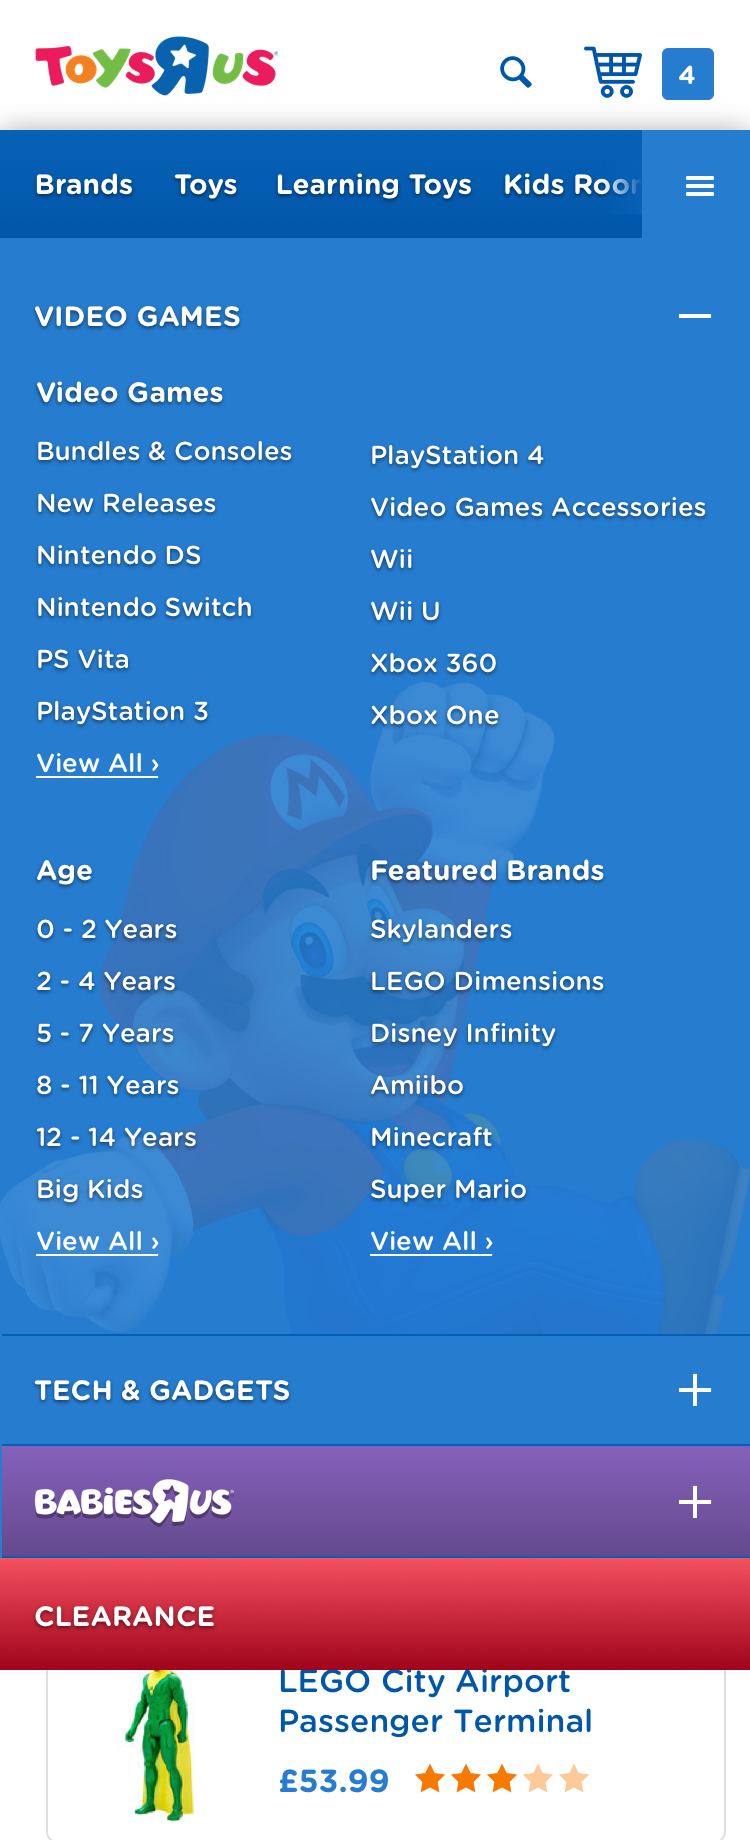 ToysRus
4
Brands Toys Learning Toys Kids Roo
VIDEO GAMES
Video Games
Bundles & Consoles
New Releases
Nintendo DS
Nintendo Switch
PS Vita
PlayStation 3
View All ›
PlayStation 4
Video Games Accessories
Wii
Wii U
Xbox 360
Xbox One
M
Age
0 - 2 Years
2 - 4 Years
5 - 7 Years
8 - 11 Years
12 - 14 Years
Big Kids
View All ›
Featured Brands
Skylanders
LEGO Dimensions
Disney Infinity
Amiibo
Minecraft
Super Mario
View All ›
TECH & GADGETS
BABiESRUS
CLEARANCE
LEGO City Airport
Passenger Terminal
£53.99